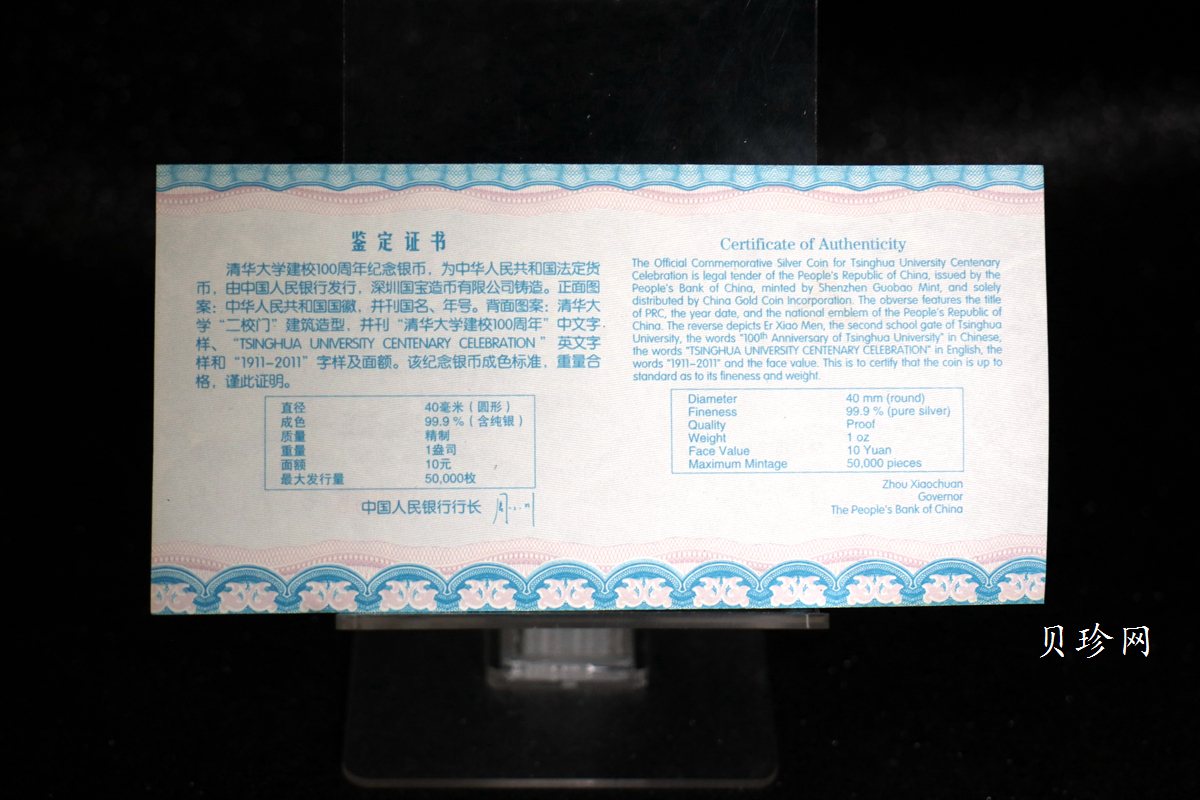 鉴定证书
清华大学建校100周年纪念银币，为中华人民共和国法定货
币，由中国人民银行发行，深圳国宝造币有限公司铸造。正面图
案：中华人民共和国国徽，并刊国名、年号。背面图案：清华大
学“二校门”建筑造型，并刊“清华大学建校100周年”中文字
样、“TSINGHUA UNIVERSITY CENTENARY CELEBRATION”英文字
样和“1911-2011”字样及面额。该纪念银币成色标准，重量合
格，谨此证明。
直径 40毫米（圆形）
成色 99.9％（含纯银）
质量 精制
重量 1盎司
面额 10元
最大发行量 50,000枚
中国人民银行行长
Certificate of Authenticity
The Official Commemorative Silver Coin for Tsinghua University Centenary
Celebration is legal tender of the People's Republic of China, issued by the
People's Bank of China, minted by Shenzhen Guobao Mint, and solely
distributed by China Gold Coin Incorporation. The obverse features the title
of PRC, the year date, and the national emblem of the People's Republic of
China. The reverse depicts Er Xiao Men, the second school gate of Tsinghua
University, the words "100th Anniversary of Tsinghua University" in Chinese,
the words "TSINGHUA UNIVERSITY CENTENARY CELEBRATION" in English, the
words "1911-2011" and the face value. This is to certify that the coin is up to
standard as to its fineness and weight.
Diameter 40 mm (round)
Fineness 99.9 % (pure silver)
Quality Proof
Weight 1 oz
Face Value 10 Yuan
Maximum Mintage 50,000 pieces
Zhou Xiaochuan
Governor
The People's Bank of China
贝珍网